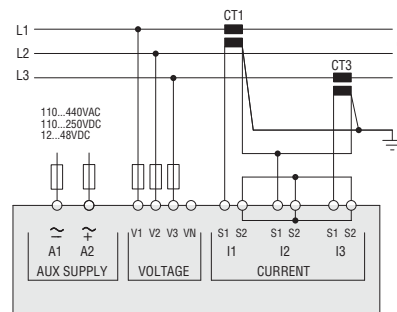 CT1
L1
L2
L3
CT3
110...440VAC
110...250VDC
12...48VDC
V1 V2 V3 VN S1 S2 S1 S2 S1 S2
A1 A2 I1 I2 I3
AUX SUPPLY VOLTAGE CURRENT